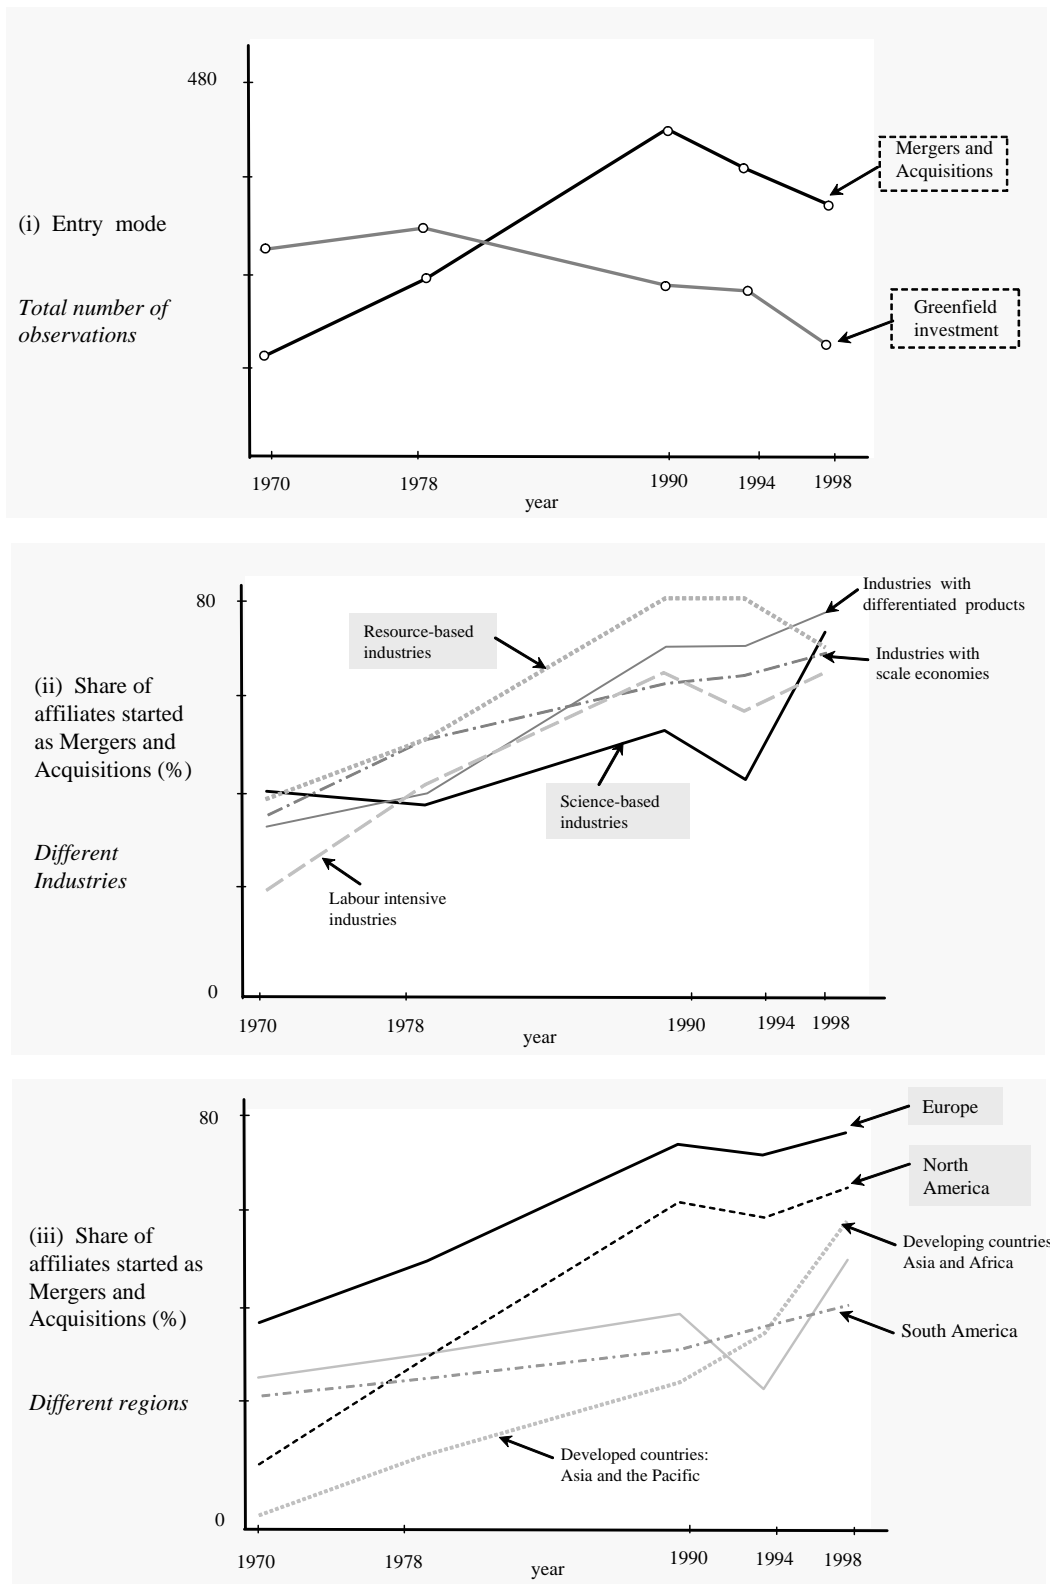 480
Mergers and
Acquisitions
(i) Entry mode
Total number of
observations
Greenfield
investment
1970
1978
1990
1994
1998
year
80
Industries with
differentiated products
Resource-based
industries
Industries with
scale economies
(ii) Share of
affiliates started
as Mergers and
Acquisitions (%)
Science-based
industries
Different
Industries
Labour intensive
industries
0
1970
1978
1990
1994
1998
year
80
Europe
North
America
(iii) Share of
affiliates started as
Mergers and
Acquisitions (%)
Developing countries
Asia and Africa
South America
Different regions
Developed countries:
Asia and the Pacific
0
1970
1978
1990
1994
1998
year